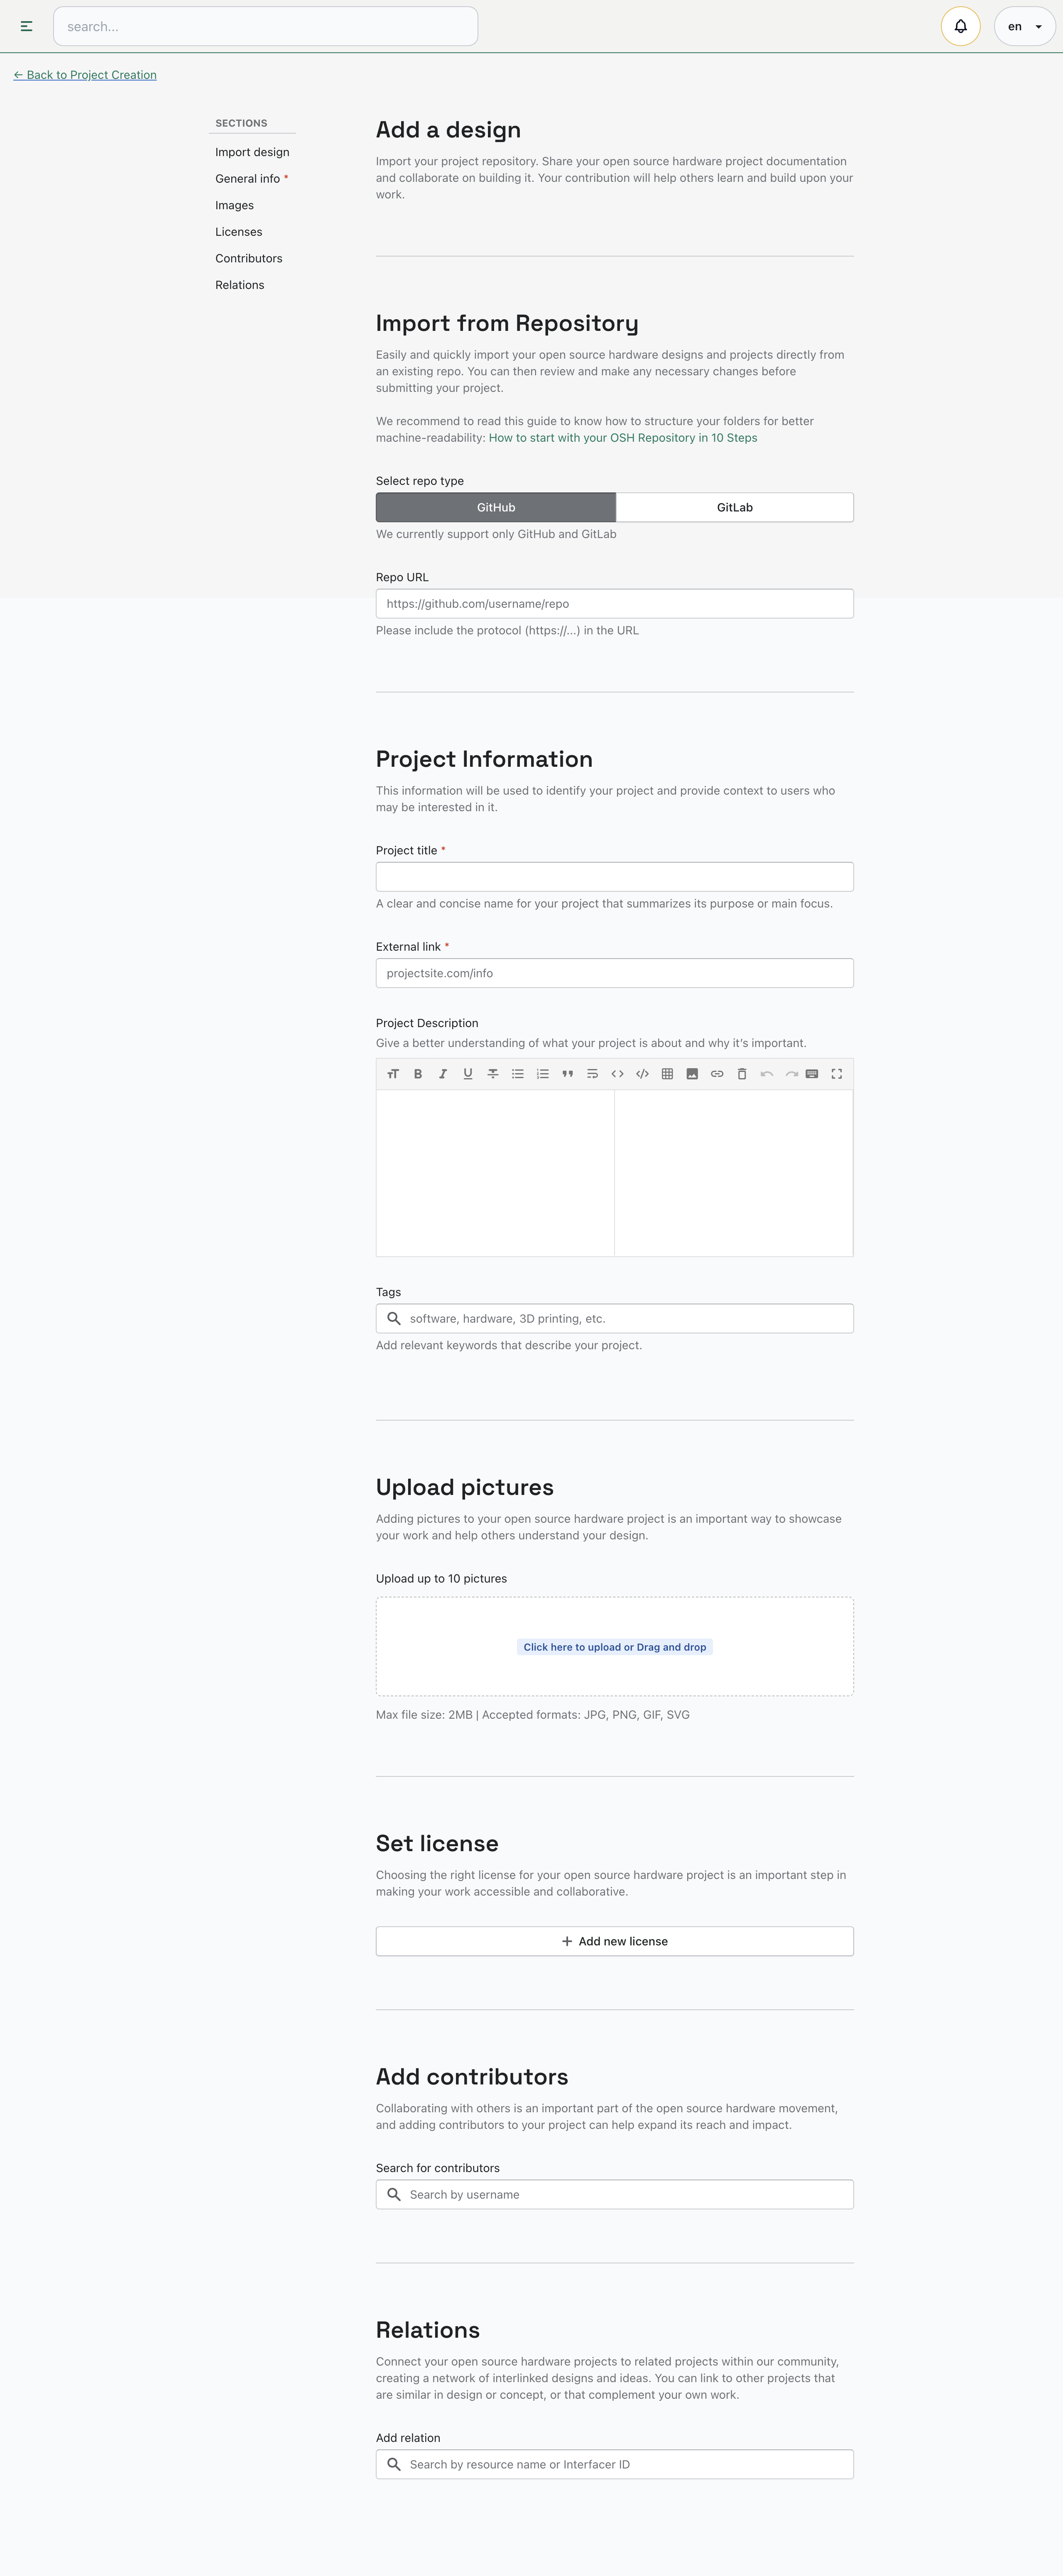 search...
en
← Back to Project Creation
SECTIONS
Import design
General info *
Images
Licenses
Contributors
Relations
Add a design
Import your project repository. Share your open source hardware project documentation
and collaborate on building it. Your contribution will help others learn and build upon your
work.
Import from Repository
Easily and quickly import your open source hardware designs and projects directly from
an existing repo. You can then review and make any necessary changes before
submitting your project.
We recommend to read this guide to know how to structure your folders for better
machine-readability: How to start with your OSH Repository in 10 Steps
Select repo type
GitHub GitLab
We currently support only GitHub and GitLab
Repo URL
https://github.com/username/repo
Please include the protocol (https://...) in the URL
Project Information
This information will be used to identify your project and provide context to users who
may be interested in it.
Project title *
A clear and concise name for your project that summarizes its purpose or main focus.
External link *
projectsite.com/info
Project Description
Give a better understanding of what your project is about and why it's important.
Tags
software, hardware, 3D printing, etc.
Add relevant keywords that describe your project.
Upload pictures
Adding pictures to your open source hardware project is an important way to showcase
your work and help others understand your design.
Upload up to 10 pictures
Click here to upload or Drag and drop
Max file size: 2MB | Accepted formats: JPG, PNG, GIF, SVG
Set license
Choosing the right license for your open source hardware project is an important step in
making your work accessible and collaborative.
+ Add new license
Add contributors
Collaborating with others is an important part of the open source hardware movement,
and adding contributors to your project can help expand its reach and impact.
Search for contributors
Search by username
Relations
Connect your open source hardware projects to related projects within our community,
creating a network of interlinked designs and ideas. You can link to other projects that
are similar in design or concept, or that complement your own work.
Add relation
Search by resource name or Interfacer ID